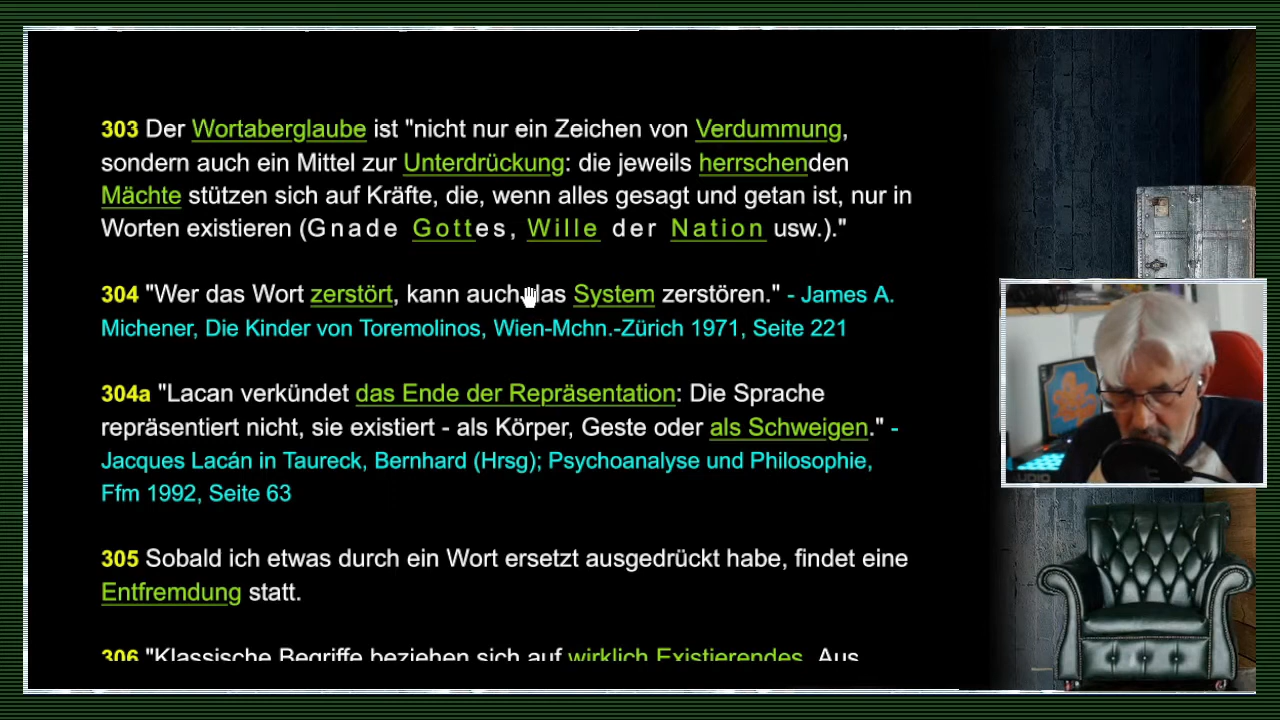 303 Der Wortaberglaube ist "nicht nur ein Zeichen von Verdummung,
sondern auch ein Mittel zur Unterdrückung: die jeweils herrschenden
Mächte stützen sich auf Kräfte, die, wenn alles gesagt und getan ist, nur in
Worten existieren (Gnade Gottes, Wille der Nation usw.)."
304 "Wer das Wort zerstört, kann auch das System zerstören." - James A.
Michener, Die Kinder von Toremolinos, Wien-Mchn.-Zürich 1971, Seite 221
304a "Lacan verkündet das Ende der Repräsentation: Die Sprache
repräsentiert nicht, sie existiert - als Körper, Geste oder als Schweigen." -
Jacques Lacán in Taureck, Bernhard (Hrsg); Psychoanalyse und Philosophie,
Ffm 1992, Seite 63
305 Sobald ich etwas durch ein Wort ersetzt ausgedrückt habe, findet eine
Entfremdung statt.
306 "Klassische Begriffe beziehen sich auf wirklich Existierendes. Aus